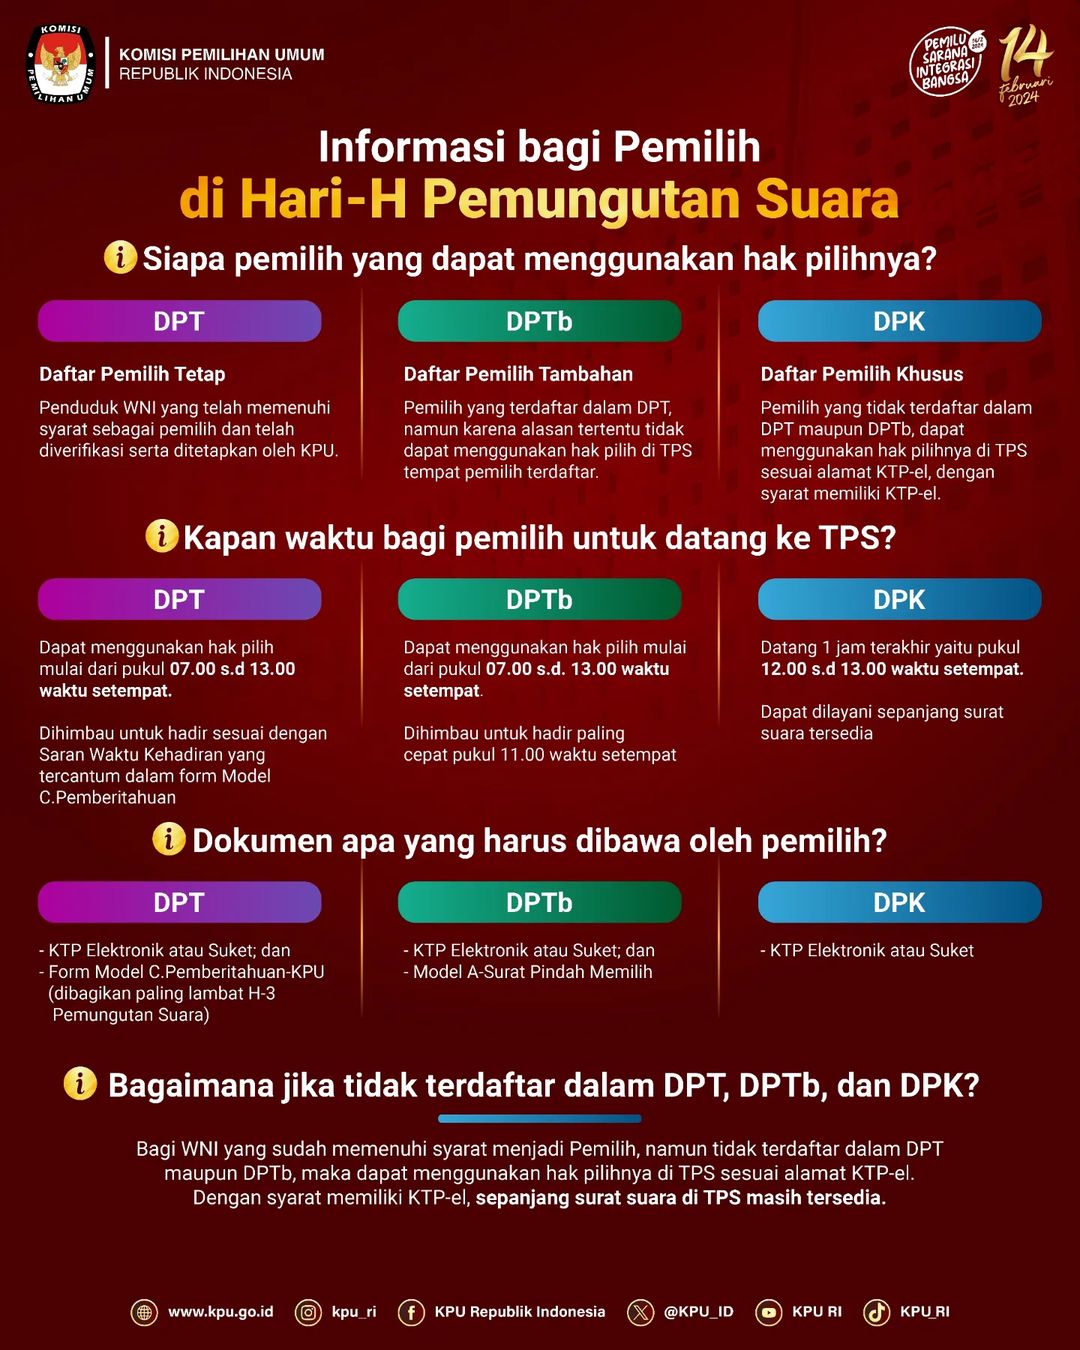 KOMISI
PEMILIHAN UMUM
KOMISI PEMILIHAN UMUM
REPUBLIK INDONESIA
PEMILU
SARANA
INTEGRASI
BANGSA
14
Februari
2024
Informasi bagi Pemilih
di Hari-H Pemungutan Suara
i Siapa pemilih yang dapat menggunakan hak pilihnya?
DPT
Daftar Pemilih Tetap
Penduduk WNI yang telah memenuhi
syarat sebagai pemilih dan telah
diverifikasi serta ditetapkan oleh KPU.
DPTb
Daftar Pemilih Tambahan
Pemilih yang terdaftar dalam DPT,
namun karena alasan tertentu tidak
dapat menggunakan hak pilih di TPS
tempat pemilih terdaftar.
DPK
Daftar Pemilih Khusus
Pemilih yang tidak terdaftar dalam
DPT maupun DPTb, dapat
menggunakan hak pilihnya di TPS
sesuai alamat KTP-el, dengan
syarat memiliki KTP-el.
i Kapan waktu bagi pemilih untuk datang ke TPS?
DPT
Dapat menggunakan hak pilih
mulai dari pukul 07.00 s.d 13.00
waktu setempat.
Dihimbau untuk hadir sesuai dengan
Saran Waktu Kehadiran yang
tercantum dalam form Model
C.Pemberitahuan
DPTb
Dapat menggunakan hak pilih mulai
dari pukul 07.00 s.d. 13.00 waktu
setempat.
Dihimbau untuk hadir paling
cepat pukul 11.00 waktu setempat
DPK
Datang 1 jam terakhir yaitu pukul
12.00 s.d 13.00 waktu setempat.
Dapat dilayani sepanjang surat
suara tersedia
i Dokumen apa yang harus dibawa oleh pemilih?
DPT
- KTP Elektronik atau Suket; dan
- Form Model C.Pemberitahuan-KPU
(dibagikan paling lambat H-3
Pemungutan Suara)
DPTb
- KTP Elektronik atau Suket; dan
- Model A-Surat Pindah Memilih
DPK
- KTP Elektronik atau Suket
i Bagaimana jika tidak terdaftar dalam DPT, DPTb, dan DPK?
Bagi WNI yang sudah memenuhi syarat menjadi Pemilih, namun tidak terdaftar dalam DPT
maupun DPTb, maka dapat menggunakan hak pilihnya di TPS sesuai alamat KTP-el.
Dengan syarat memiliki KTP-el, sepanjang surat suara di TPS masih tersedia.
www.kpu.go.id kpu_ri KPU Republik Indonesia @KPU_ID KPU RI KPU_RI